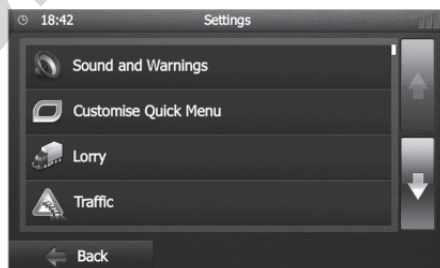 18:42 Settings
Sound and Warnings
Customise Quick Menu
Lorry
Traffic
Back